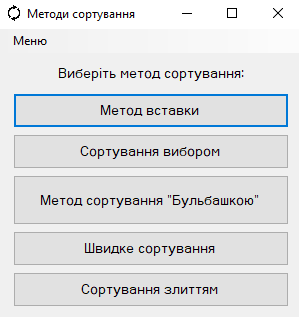 Методи сортування
Меню
Виберіть метод сортування:
Метод вставки
Сортування вибором
Метод сортування "Бульбашкою"
Швидке сортування
Сортування злиттям